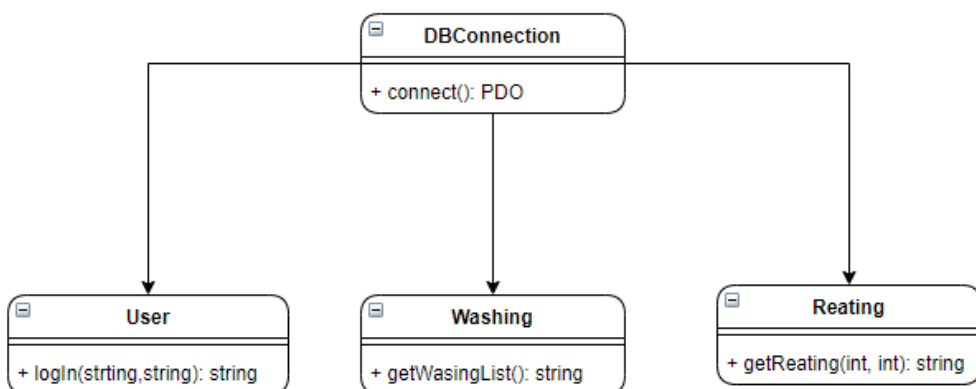 DBConnection
+ connect(): PDO
User
+ logIn(strting,string): string
Washing
+ getWasingList(): string
Reating
+ getReating(int, int): string